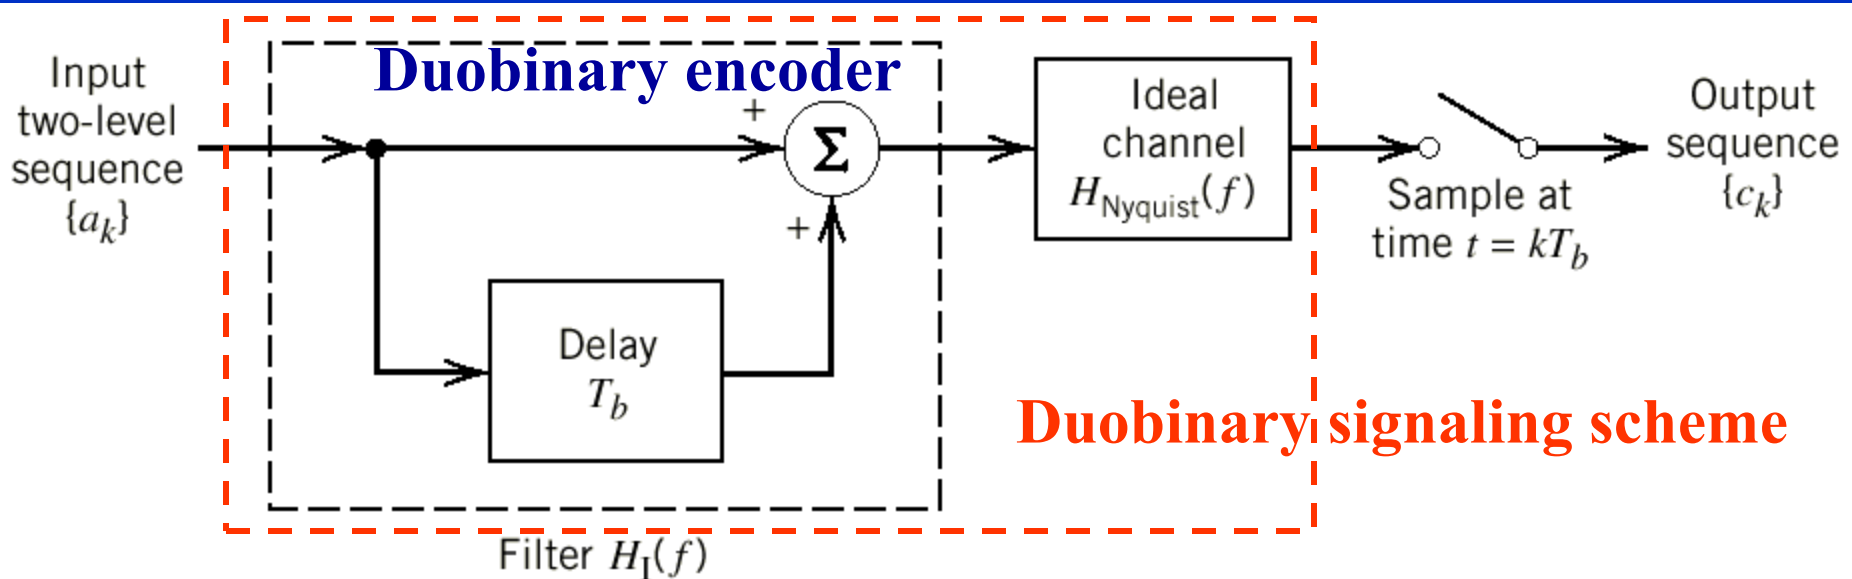 Duobinary encoder
Input
two-level
sequence
{a_k}
+
Σ
+
Delay
T_b
Ideal
channel
H_Nyquist(f)
Sample at
time t = kT_b
Output
sequence
{c_k}
Duobinary signaling scheme
Filter H_I(f)